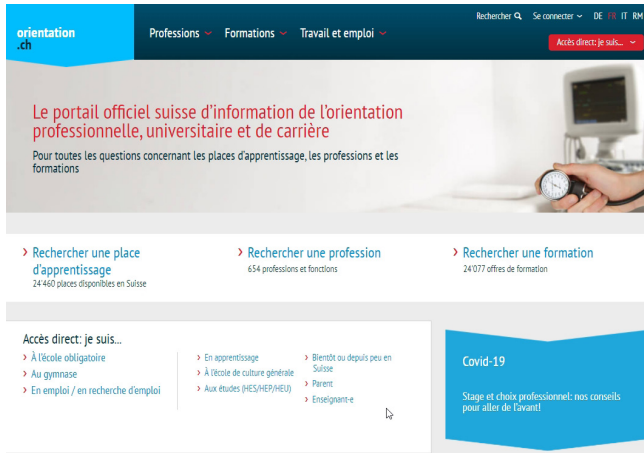 Rechercher Se connecter DE FR IT RM
orientation
.ch
Professions Formations Travail et emploi
Accès direct: je suis...
Le portail officiel suisse d'information de l'orientation
professionnelle, universitaire et de carrière
Pour toutes les questions concernant les places d'apprentissage, les professions et les
formations
Rechercher une place
d'apprentissage
24'460 places disponibles en Suisse
Rechercher une profession
654 professions et fonctions
Rechercher une formation
24'077 offres de formation
Accès direct: je suis...
À l'école obligatoire
Au gymnase
En emploi / en recherche d'emploi
En apprentissage
À l'école de culture générale
Aux études (HES/HEP/HEU)
Bientôt ou depuis peu en
Suisse
Parent
Enseignant-e
Covid-19
Stage et choix professionnel: nos conseils
pour aller de l'avant!